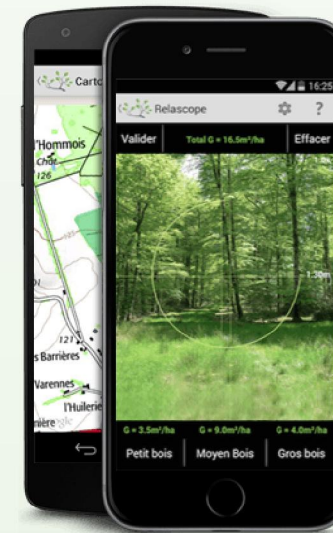 Carto
l'Hommois
Chât.
126
121
s Barrières
Varennes
l'Huilerie
16:25
Relascope
?
Valider
Total G = 16.5m²/ha
Effacer
1.30m
G = 3.5m²/ha
G = 9.0m²/ha
G = 4.0m²/ha
Petit bois
Moyen Bois
Gros bois